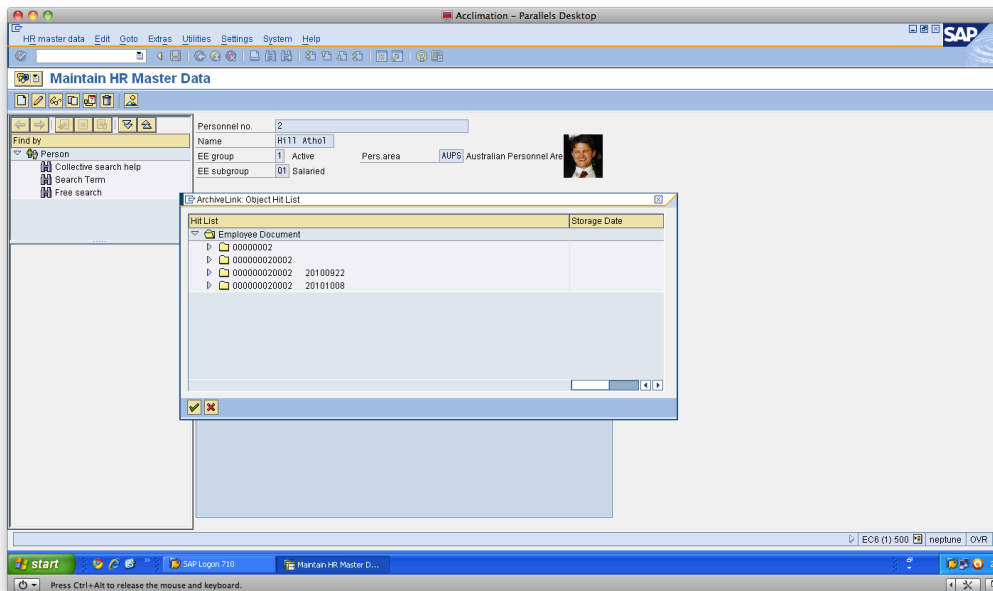 Acclimation - Parallels Desktop
HR master data Edit Goto Extras Utilities Settings System Help
SAP
Maintain HR Master Data
Find by
Person
Collective search help
Search Term
Free search
Personnel no. 2
Name Hill Athol
EE group 1 Active Pers.area AUPS Australian Personnel Are
EE subgroup 01 Salaried
ArchiveLink: Object Hit List
Hit List Storage Date
Employee Document
00000002
000000020002
000000020002 20100922
000000020002 20101008
EC6 (1) 500 neptune OVR
start SAP Logon 710 Maintain HR Master D...
Press Ctrl+Alt to release the mouse and keyboard.